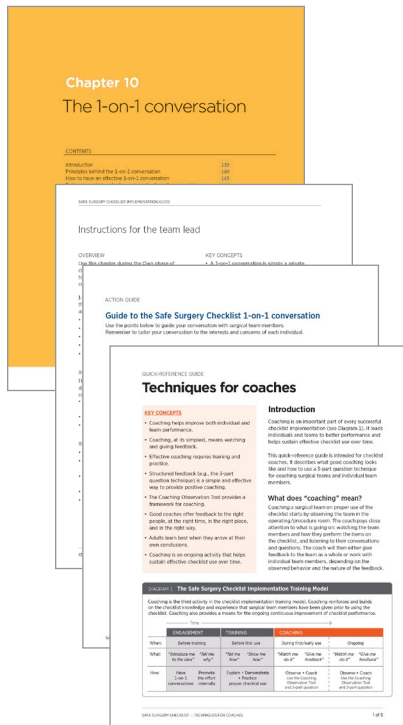 Chapter 10
The 1-on-1 conversation
CONTENTS
Introduction 139
Principles behind the 1-on-1 conversation 140
How to have an effective 1-on-1 conversation 143
SAFE SURGERY CHECKLIST IMPLEMENTATION GUIDE
Instructions for the team lead
OVERVIEW
KEY CONCEPTS
Use this chapter during the Own phase of
• A 1-on-1 conversation is simply a private,
ACTION GUIDE
Guide to the Safe Surgery Checklist 1-on-1 conversation
Use the points below to guide your conversation with surgical team members.
Remember to tailor your conversation to the interests and concerns of each individual.
QUICK-REFERENCE GUIDE
Techniques for coaches
KEY CONCEPTS
• Coaching helps improve both individual and
team performance.
• Coaching, at its simplest, means watching
and giving feedback.
• Effective coaching requires training and
practice.
• Structured feedback (e.g., the 3-part
question technique) is a simple and effective
way to provide positive coaching.
• The Coaching Observation Tool provides a
framework for coaching.
• Good coaches offer feedback to the right
people, at the right time, in the right place,
and in the right way.
• Adults learn best when they arrive at their
own conclusions.
• Coaching is an ongoing activity that helps
sustain effective checklist use over time.
Introduction
Coaching is an important part of every successful
checklist implementation (see Diagram 1). It leads
individuals and teams to better performance and
helps sustain effective checklist use over time.
This quick-reference guide is intended for checklist
coaches. It describes what good coaching looks
like and how to use a 3-part question technique
for coaching surgical teams and individual team
members.
What does “coaching” mean?
Coaching a surgical team on proper use of the
checklist starts by observing the team in the
operating/procedure room. The coach pays close
attention to what is going on: watching the team
members and how they perform the items on the
checklist, and listening to their conversations
and questions. The coach will then either give
feedback to the team as a whole or work with
individual team members, depending on the
observed behavior and the nature of the feedback.
DIAGRAM 1 The Safe Surgery Checklist Implementation Training Model
Coaching is the third activity in the checklist implementation training model. Coaching reinforces and builds
on the checklist knowledge and experience that surgical team members have been given prior to using the
checklist. Coaching also provides a means for the ongoing continuous improvement of checklist performance.
Time
ENGAGEMENT TRAINING COACHING
When: Before training Before first use During first/early use Ongoing
What: “Introduce me to the idea” “Tell me why” “Tell me how” “Show me how” “Watch me do it” “Give me feedback” “Watch me do it” “Give me feedback”
How: Have 1-on-1 conversations Promote the effort internally Explain + Demonstrate + Practice proper checklist use Observe + Coach Use the Coaching Observation Tool and 3-part question Observe + Coach Use the Coaching Observation Tool and 3-part question
SAFE SURGERY CHECKLIST — TECHNIQUES FOR COACHES
1 of 5